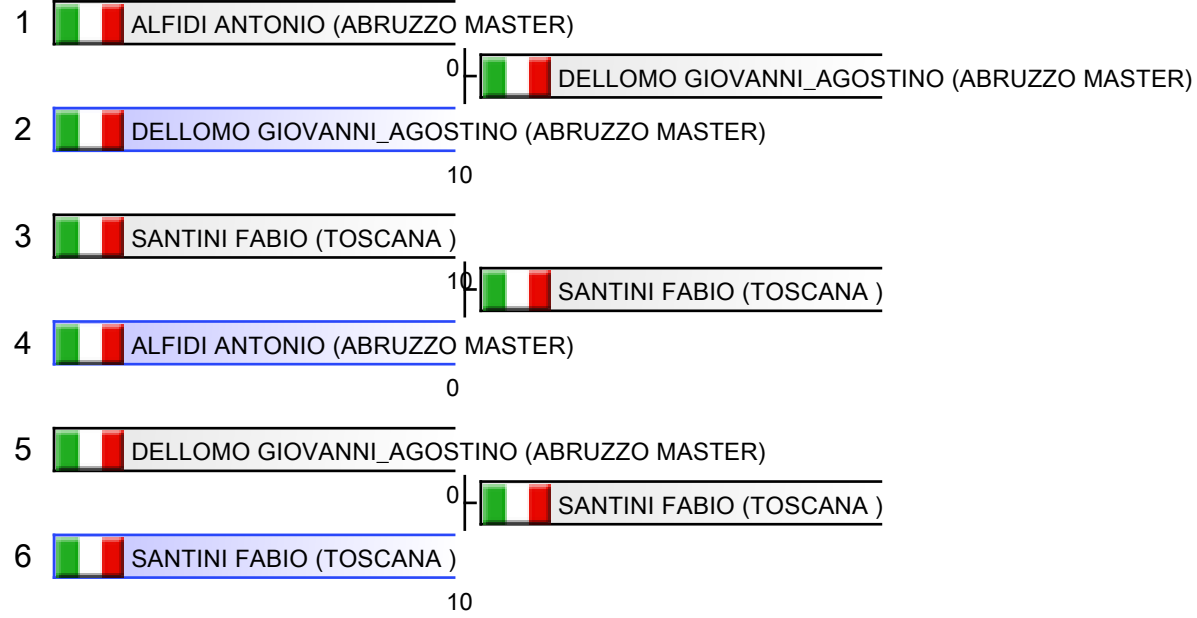 1 ALFIDI ANTONIO (ABRUZZO MASTER)
0 DELLOMO GIOVANNI_AGOSTINO (ABRUZZO MASTER)
2 DELLOMO GIOVANNI_AGOSTINO (ABRUZZO MASTER)
10
3 SANTINI FABIO (TOSCANA )
10 SANTINI FABIO (TOSCANA )
4 ALFIDI ANTONIO (ABRUZZO MASTER)
0
5 DELLOMO GIOVANNI_AGOSTINO (ABRUZZO MASTER)
0 SANTINI FABIO (TOSCANA )
6 SANTINI FABIO (TOSCANA )
10